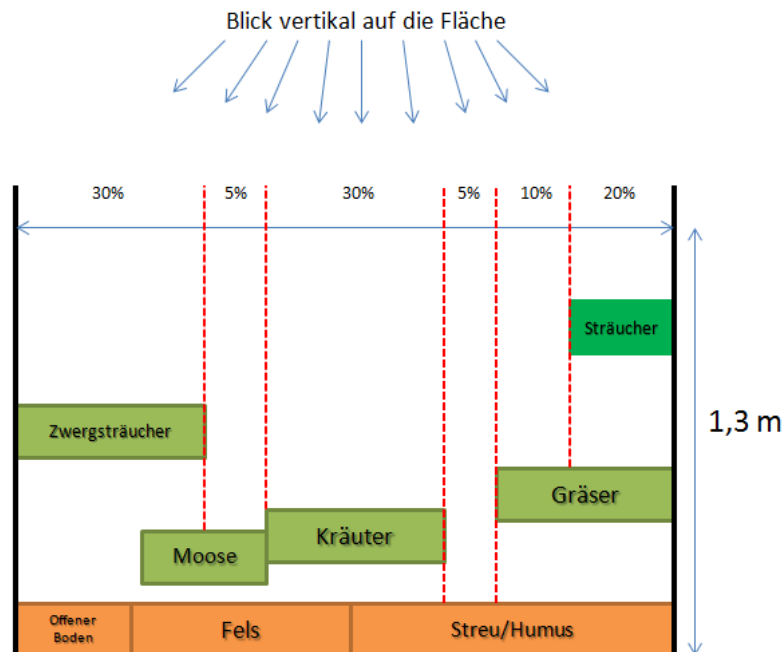 Blick vertikal auf die Fläche
30% 5% 30% 5% 10% 20%
Sträucher
Zwergsträucher
1,3 m
Gräser
Kräuter
Moose
Offener
Boden
Fels
Streu/Humus